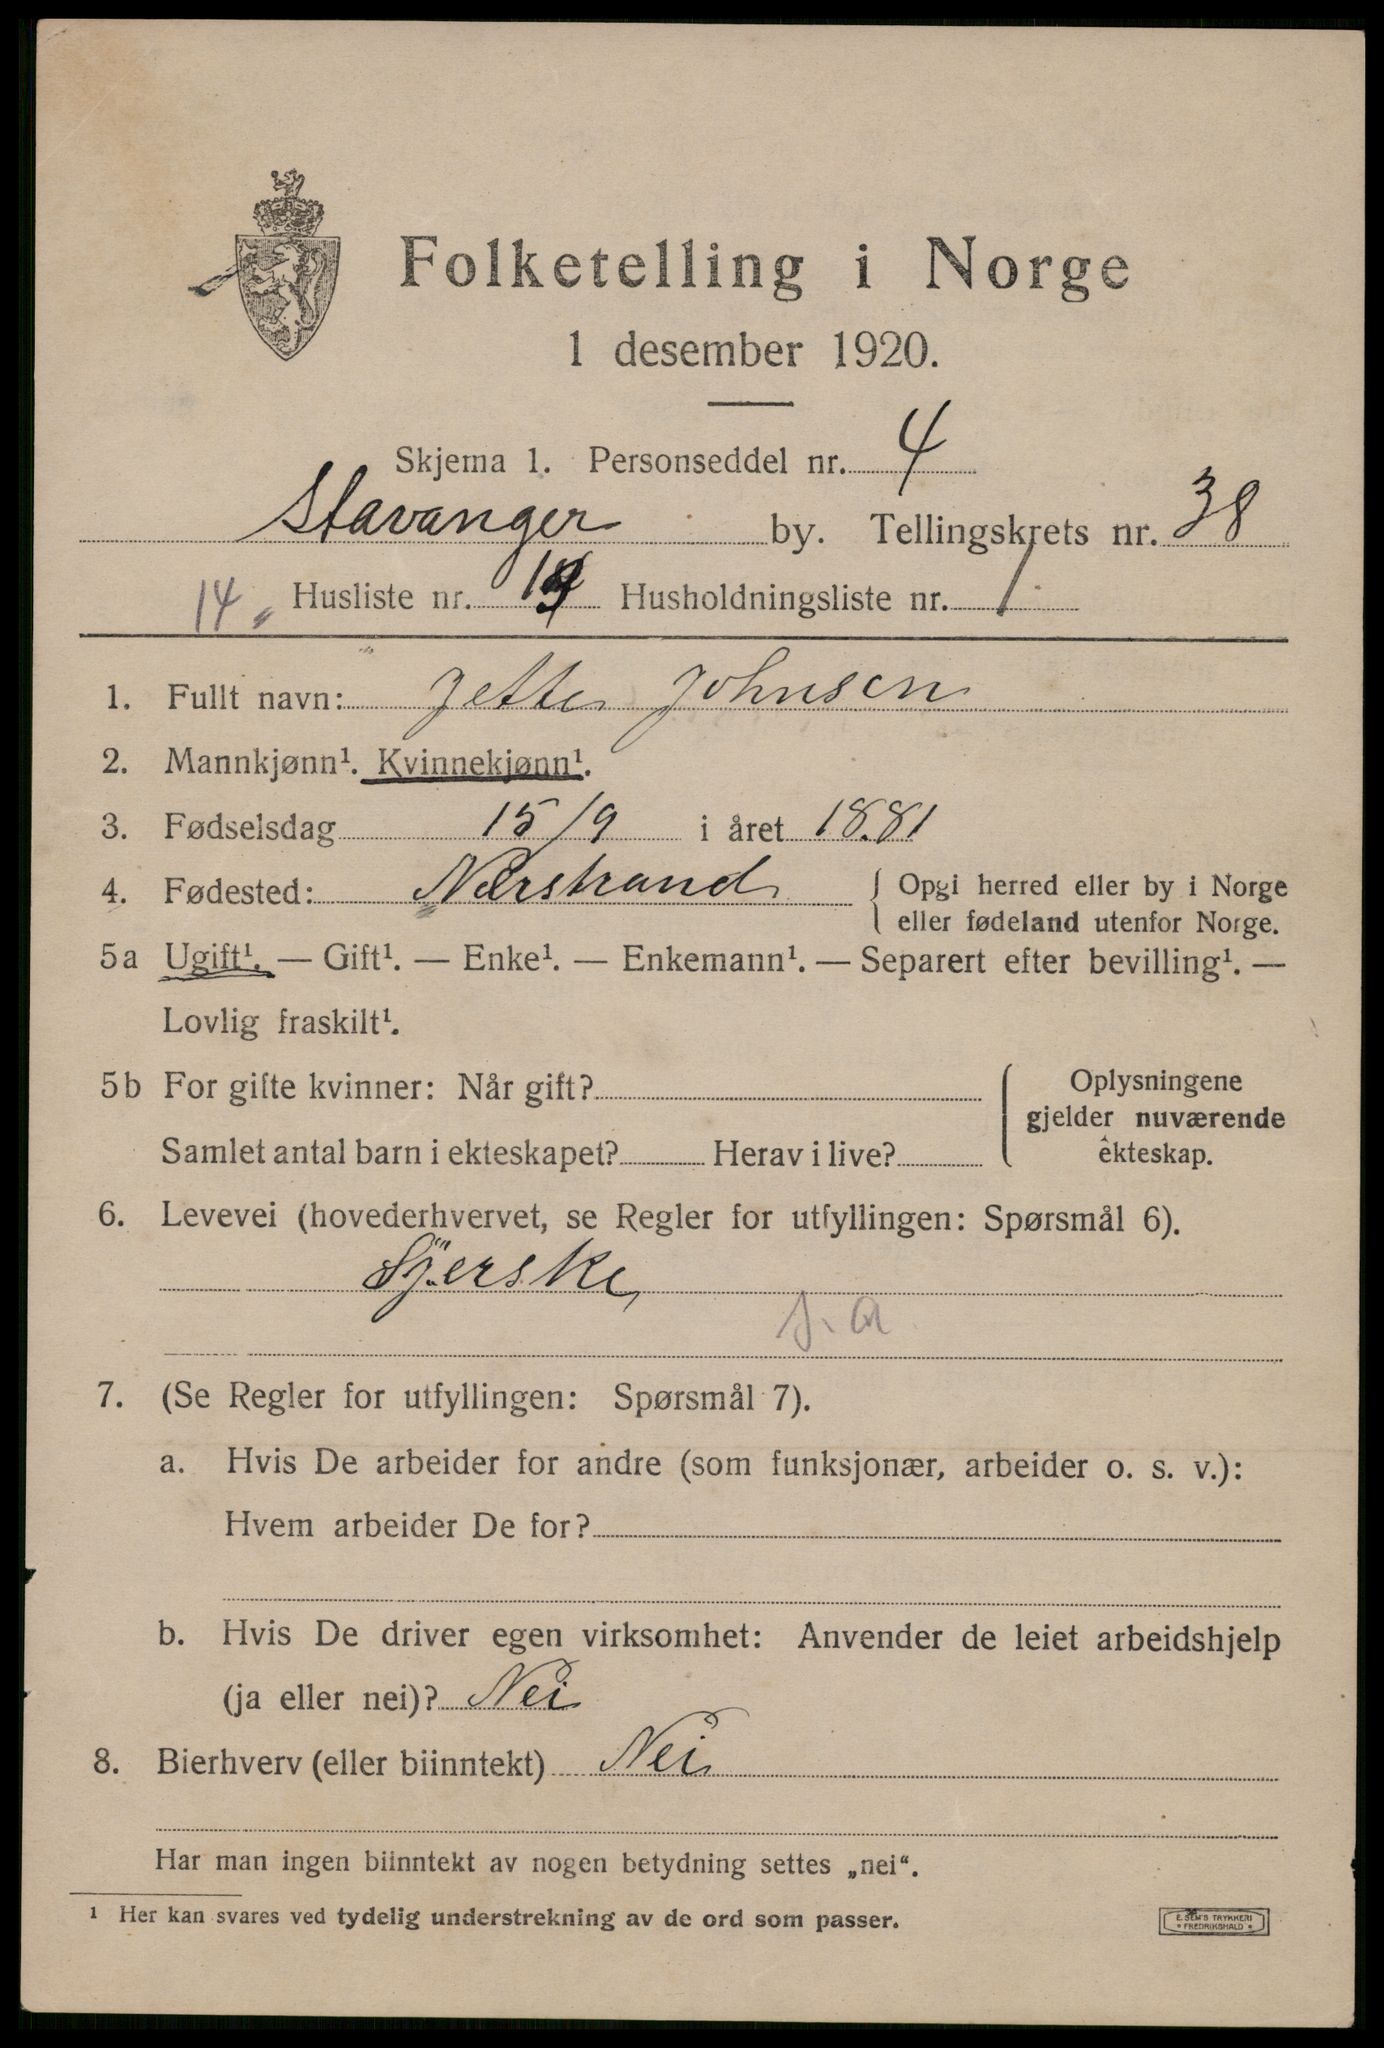 Folketelling i Norge
1 desember 1920.
Skjema 1. Personseddel nr. 4
Stavanger by. Tellingskrets nr. 38
14. Husliste nr. Husholdningsliste nr. 1
1. Fullt navn: Jette Johnsen
2. Mannkjønn¹. Kvinnekjønn¹.
3. Fødselsdag 15/9 i året 1881
4. Fødested: Nærstrand { Opgi herred eller by i Norge
eller fødeland utenfor Norge.
5a Ugift¹. — Gift¹. — Enke¹. — Enkemann¹. — Separert efter bevilling¹. —
Lovlig fraskilt¹.
5b For gifte kvinner: Når gift? Oplysningene
gjelder nuværende
Samlet antal barn i ekteskapet? Herav i live? ekteskap.
6. Levevei (hovederhvervet, se Regler for utfyllingen: Spørsmål 6).
Syerske
s. a.
7. (Se Regler for utfyllingen: Spørsmål 7).
a. Hvis De arbeider for andre (som funksjonær, arbeider o. s. v.):
Hvem arbeider De for?
b. Hvis De driver egen virksomhet: Anvender de leiet arbeidshjelp
(ja eller nei)? Nei
8. Bierhverv (eller biinntekt) Nei
Har man ingen biinntekt av nogen betydning settes „nei“.
¹ Her kan svares ved tydelig understrekning av de ord som passer.
E. SEM'S TRYKKERI
* FREDRIKSHALD *